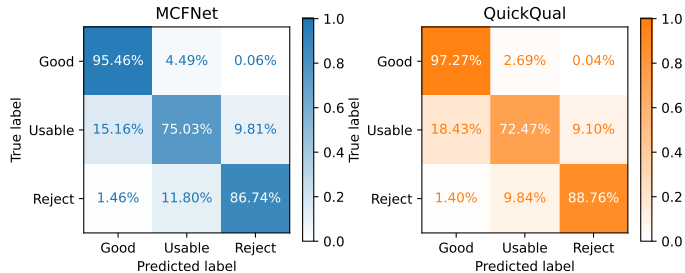 MCFNet
True label
Good
Usable
Reject
95.46% 4.49% 0.06%
15.16% 75.03% 9.81%
1.46% 11.80% 86.74%
Good Usable Reject
Predicted label
1.0
0.8
0.6
0.4
0.2
0.0
QuickQual
True label
Good
Usable
Reject
97.27% 2.69% 0.04%
18.43% 72.47% 9.10%
1.40% 9.84% 88.76%
Good Usable Reject
Predicted label
1.0
0.8
0.6
0.4
0.2
0.0